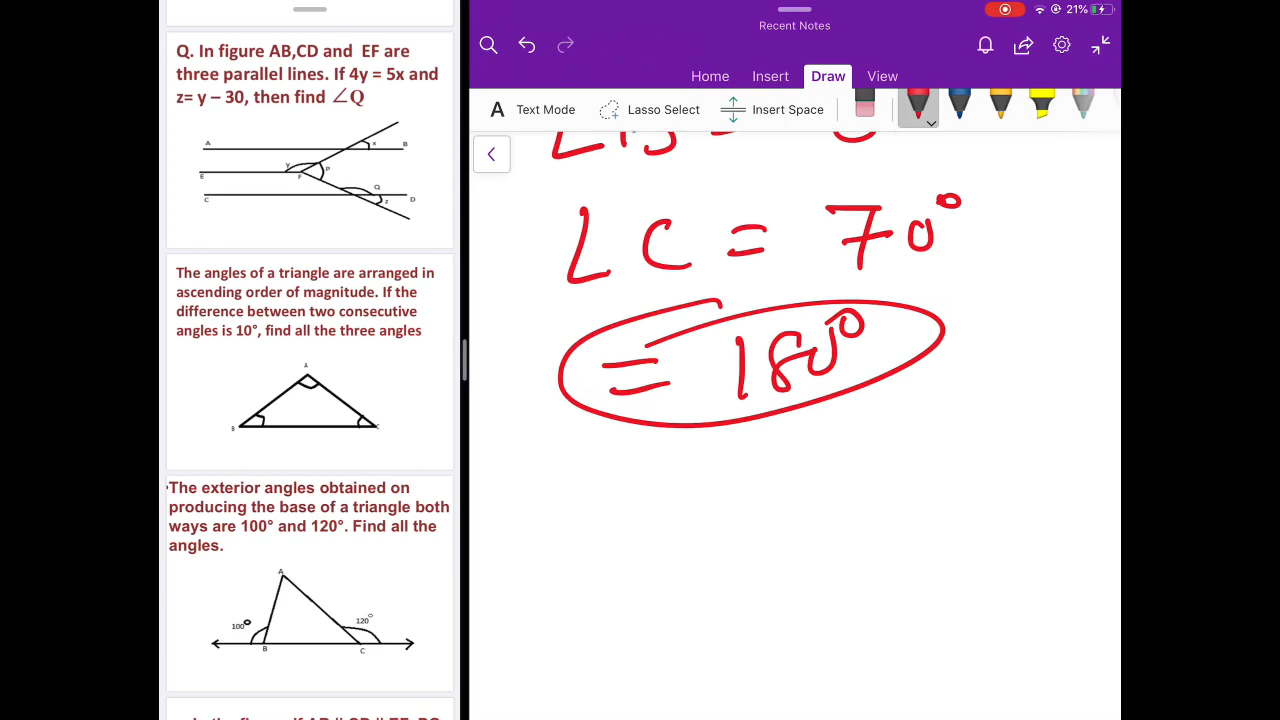 Q. In figure AB,CD and EF are
three parallel lines. If 4y = 5x and
z= y – 30, then find ∠Q
A
x
B
y
P
E
F
Q
C
z
D
The angles of a triangle are arranged in
ascending order of magnitude. If the
difference between two consecutive
angles is 10°, find all the three angles
A
B
C
The exterior angles obtained on
producing the base of a triangle both
ways are 100° and 120°. Find all the
angles.
A
100°
120°
B
C
21%
Recent Notes
Home Insert Draw View
A Text Mode Lasso Select Insert Space
∠C = 70°
= 180°